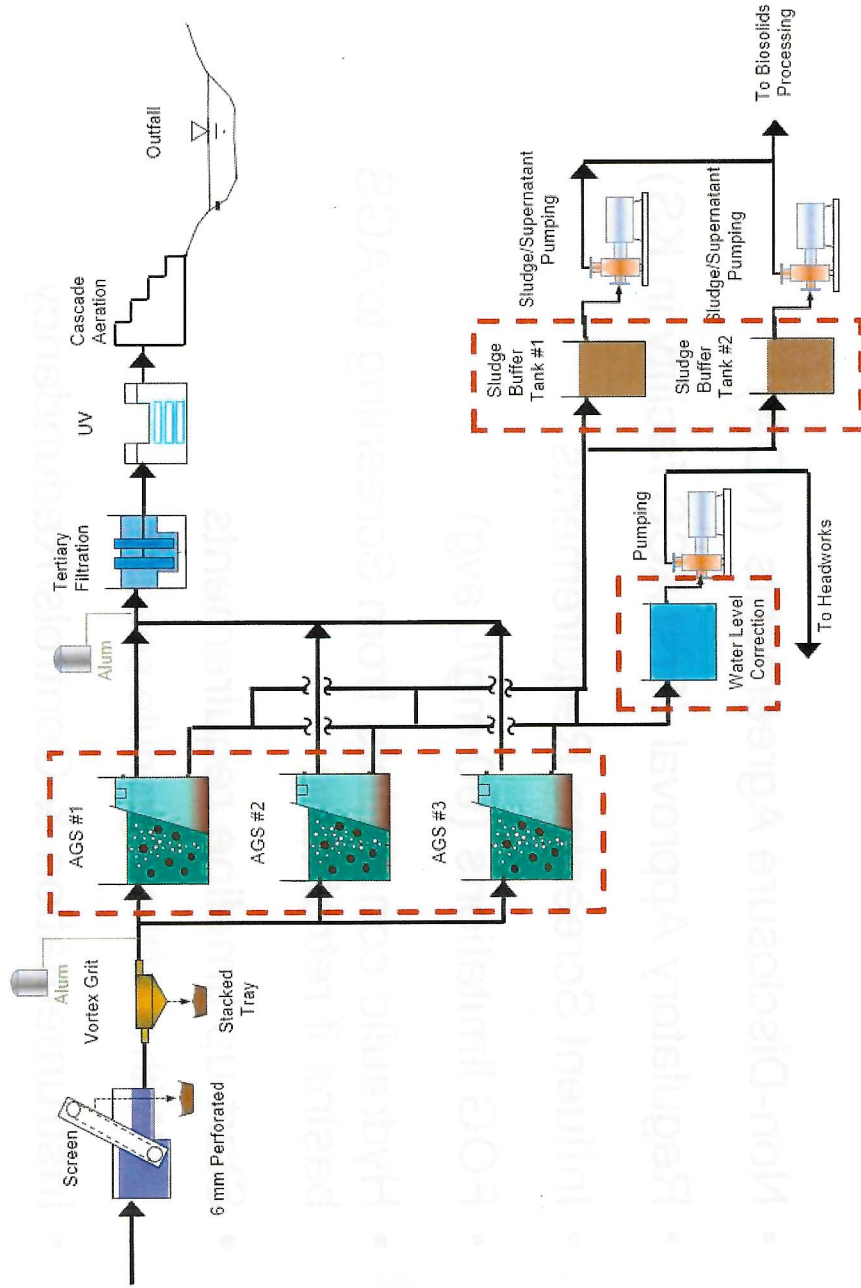 Screen
6 mm Perforated
Alum
Vortex Grit
Stacked
Tray
AGS #1
AGS #2
AGS #3
Alum
Tertiary
Filtration
UV
Cascade
Aeration
Outfall
Water Level
Correction
Pumping
To Headworks
Sludge
Buffer
Tank #1
Sludge
Buffer
Tank #2
Sludge/Supernatant
Pumping
Sludge/Supernatant
Pumping
To Biosolids
Processing